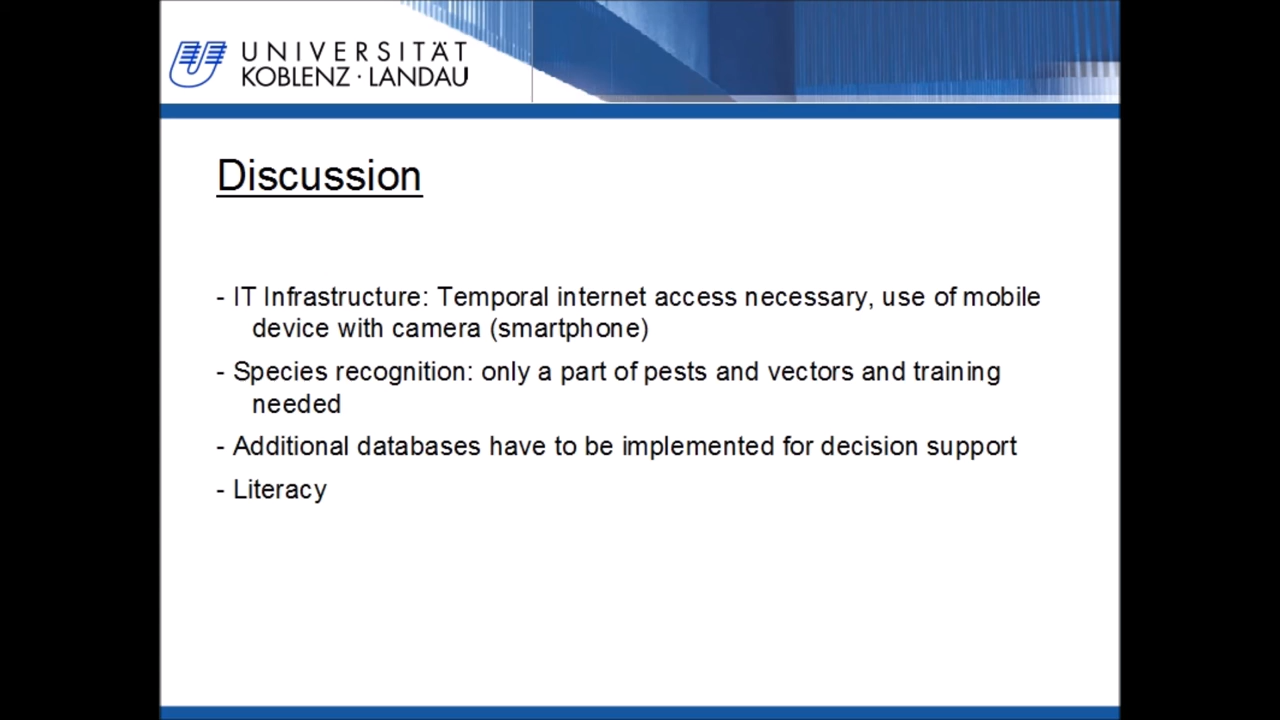 UNIVERSITÄT
KOBLENZ · LANDAU
Discussion
- IT Infrastructure: Temporal internet access necessary, use of mobile
device with camera (smartphone)
- Species recognition: only a part of pests and vectors and training
needed
- Additional databases have to be implemented for decision support
- Literacy